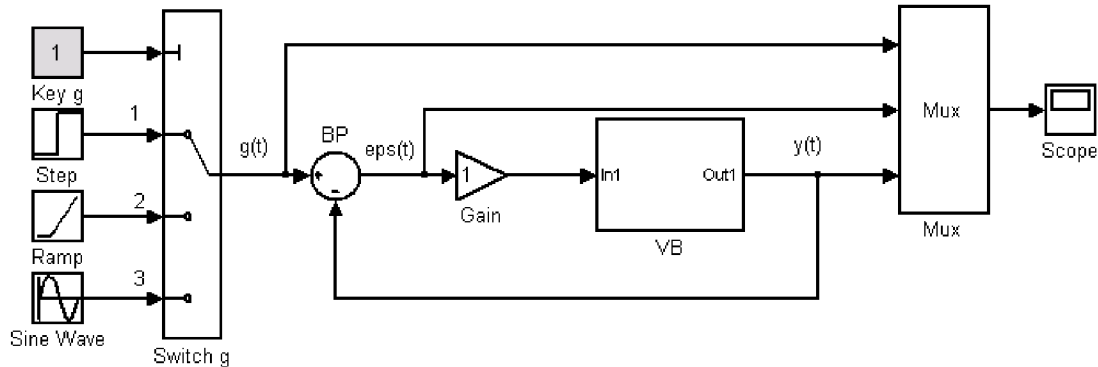 1
Key g
1
Step
2
Ramp
3
Sine Wave
Switch g
g(t)
BP
+
-
eps(t)
1
Gain
In1
Out1
VB
y(t)
Mux
Mux
Scope